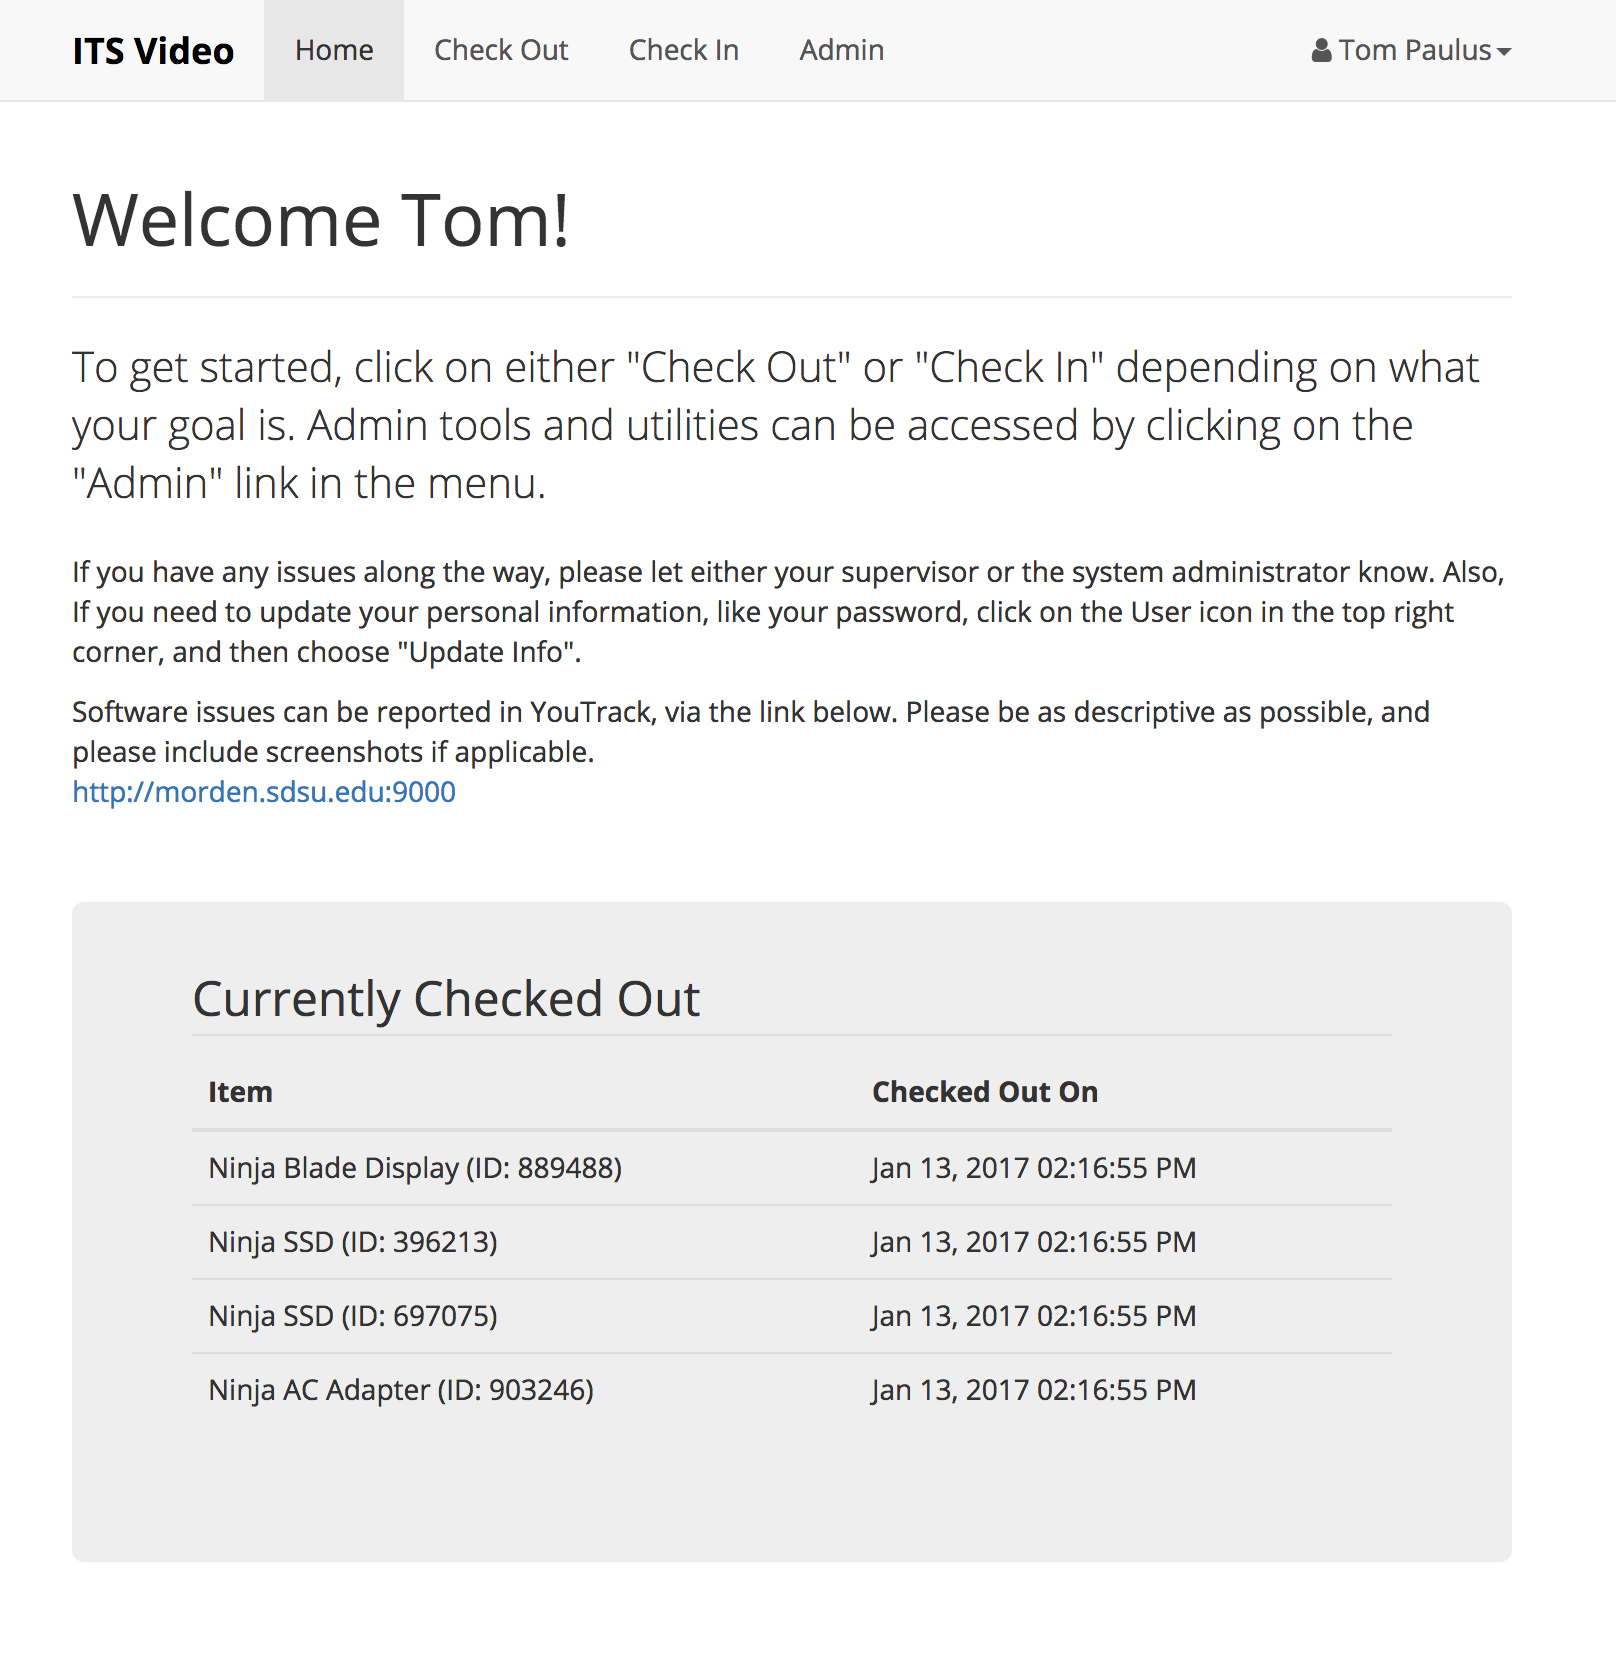 ITS Video Home Check Out Check In Admin Tom Paulus
Welcome Tom!
To get started, click on either "Check Out" or "Check In" depending on what
your goal is. Admin tools and utilities can be accessed by clicking on the
"Admin" link in the menu.
If you have any issues along the way, please let either your supervisor or the system administrator know. Also,
If you need to update your personal information, like your password, click on the User icon in the top right
corner, and then choose "Update Info".
Software issues can be reported in YouTrack, via the link below. Please be as descriptive as possible, and
please include screenshots if applicable.
http://morden.sdsu.edu:9000
Currently Checked Out
Item Checked Out On
Ninja Blade Display (ID: 889488) Jan 13, 2017 02:16:55 PM
Ninja SSD (ID: 396213) Jan 13, 2017 02:16:55 PM
Ninja SSD (ID: 697075) Jan 13, 2017 02:16:55 PM
Ninja AC Adapter (ID: 903246) Jan 13, 2017 02:16:55 PM